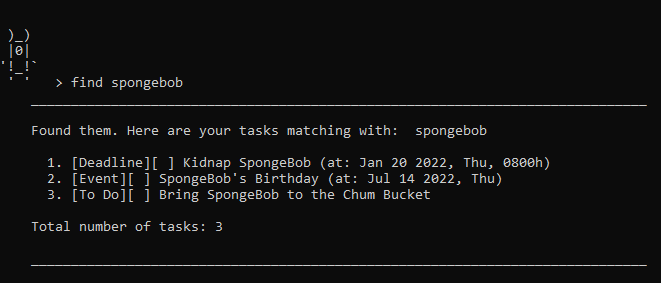 )_)
|0|
'!_!`
' '   > find spongebob
Found them. Here are your tasks matching with:  spongebob
1. [Deadline][ ] Kidnap SpongeBob (at: Jan 20 2022, Thu, 0800h)
2. [Event][ ] SpongeBob's Birthday (at: Jul 14 2022, Thu)
3. [To Do][ ] Bring SpongeBob to the Chum Bucket
Total number of tasks: 3